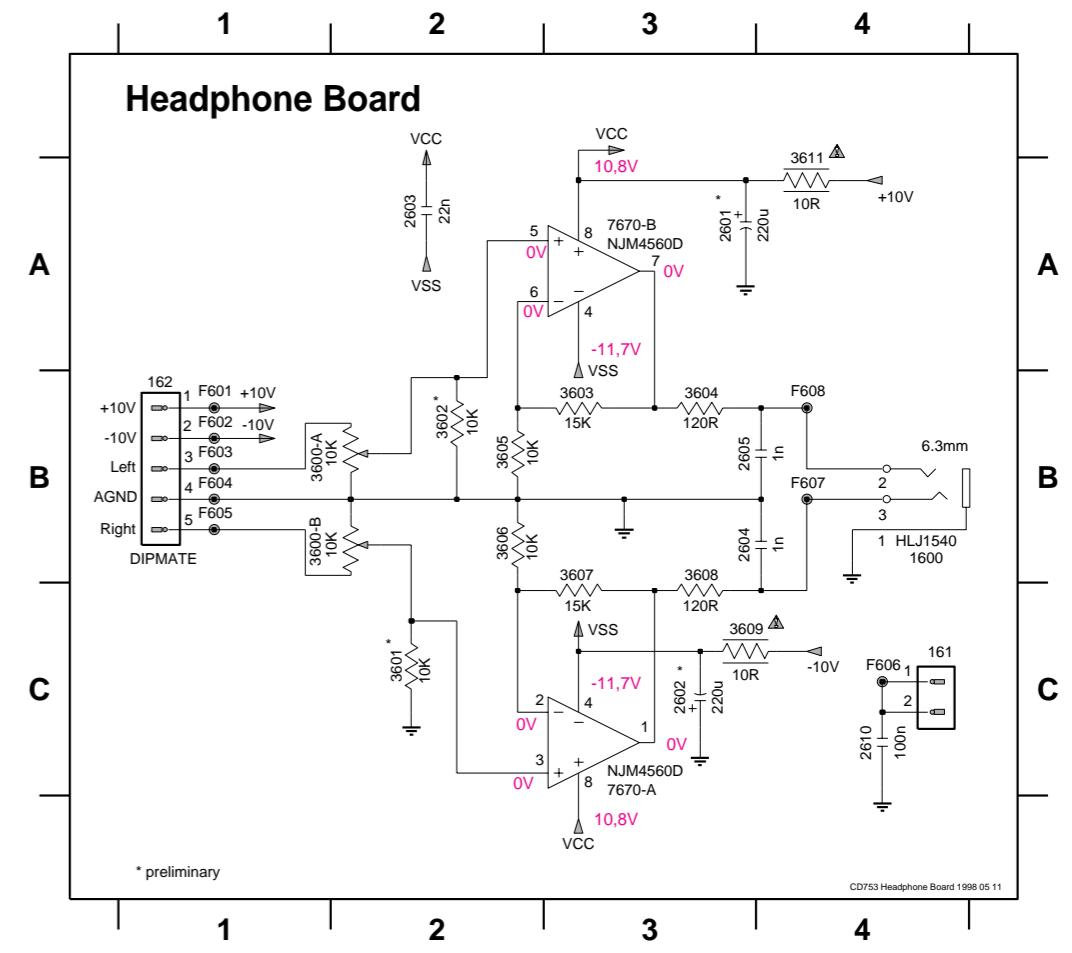 1 2 3 4
Headphone Board
VCC
2603
22n
VSS
VCC
10,8V
3611
10R
+10V
*
2601
+
220u
7670-B
NJM4560D
5
0V
+
8
+
7
0V
6
0V
−
−
4
-11,7V
VSS
A
A
162
+10V
1
F601
+10V
-10V
2
F602
-10V
Left
3
F603
AGND
4
F604
Right
5
F605
DIPMATE
3600-A
10K
3600-B
10K
*
3602
10K
3605
10K
3606
10K
3603
15K
3604
120R
2605
1n
2604
1n
F608
F607
6.3mm
2
3
1
HLJ1540
1600
B
B
3607
15K
3608
120R
VSS
3609
10R
-10V
*
2602
+
220u
*
3601
10K
-11,7V
2
0V
−
4
−
1
0V
3
0V
+
+
8
NJM4560D
7670-A
10,8V
VCC
F606
161
1
2
2610
100n
C
C
* preliminary
CD753 Headphone Board 1998 05 11
1 2 3 4